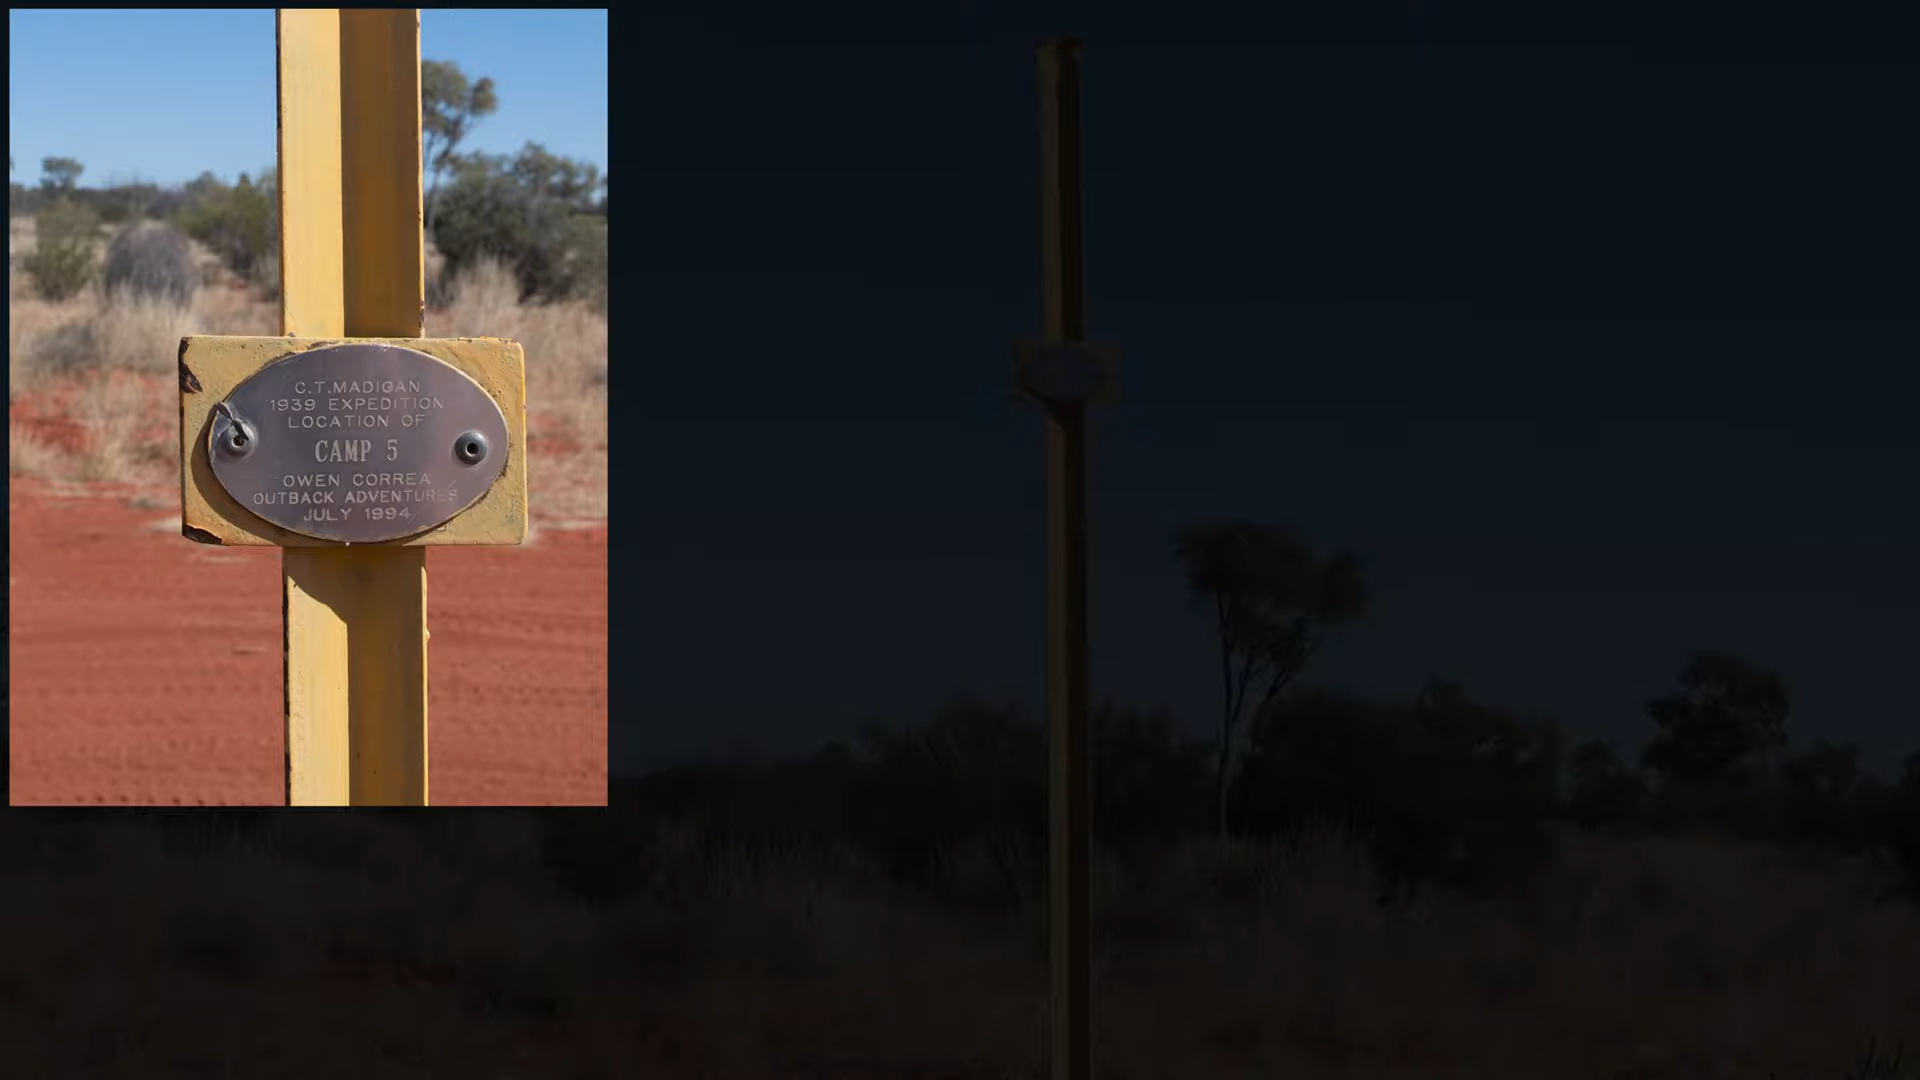 C.T.MADIGAN
1939 EXPEDITION
LOCATION OF
CAMP 5
OWEN CORREA
OUTBACK ADVENTURES
JULY 1994